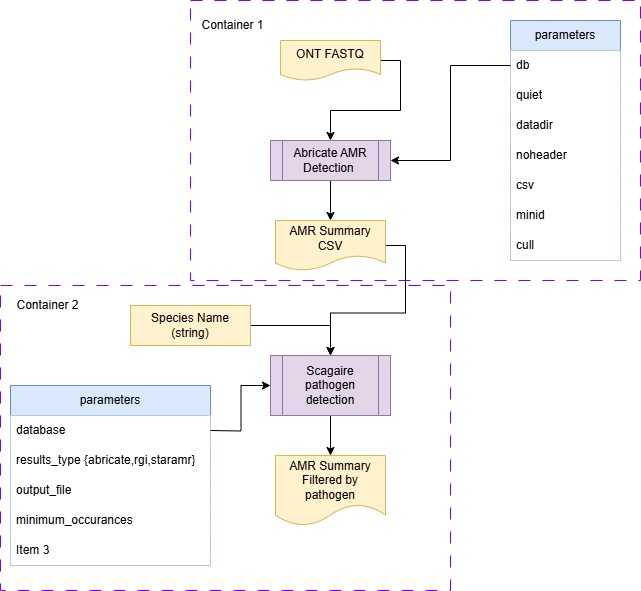 Container 1
ONT FASTQ
parameters
db
quiet
datadir
noheader
csv
minid
cull
Abricate AMR
Detection
AMR Summary
CSV
Container 2
Species Name
(string)
Scagaire
pathogen
detection
parameters
database
results_type {abricate,rgi,staramr}
output_file
minimum_occurances
Item 3
AMR Summary
Filtered by
pathogen